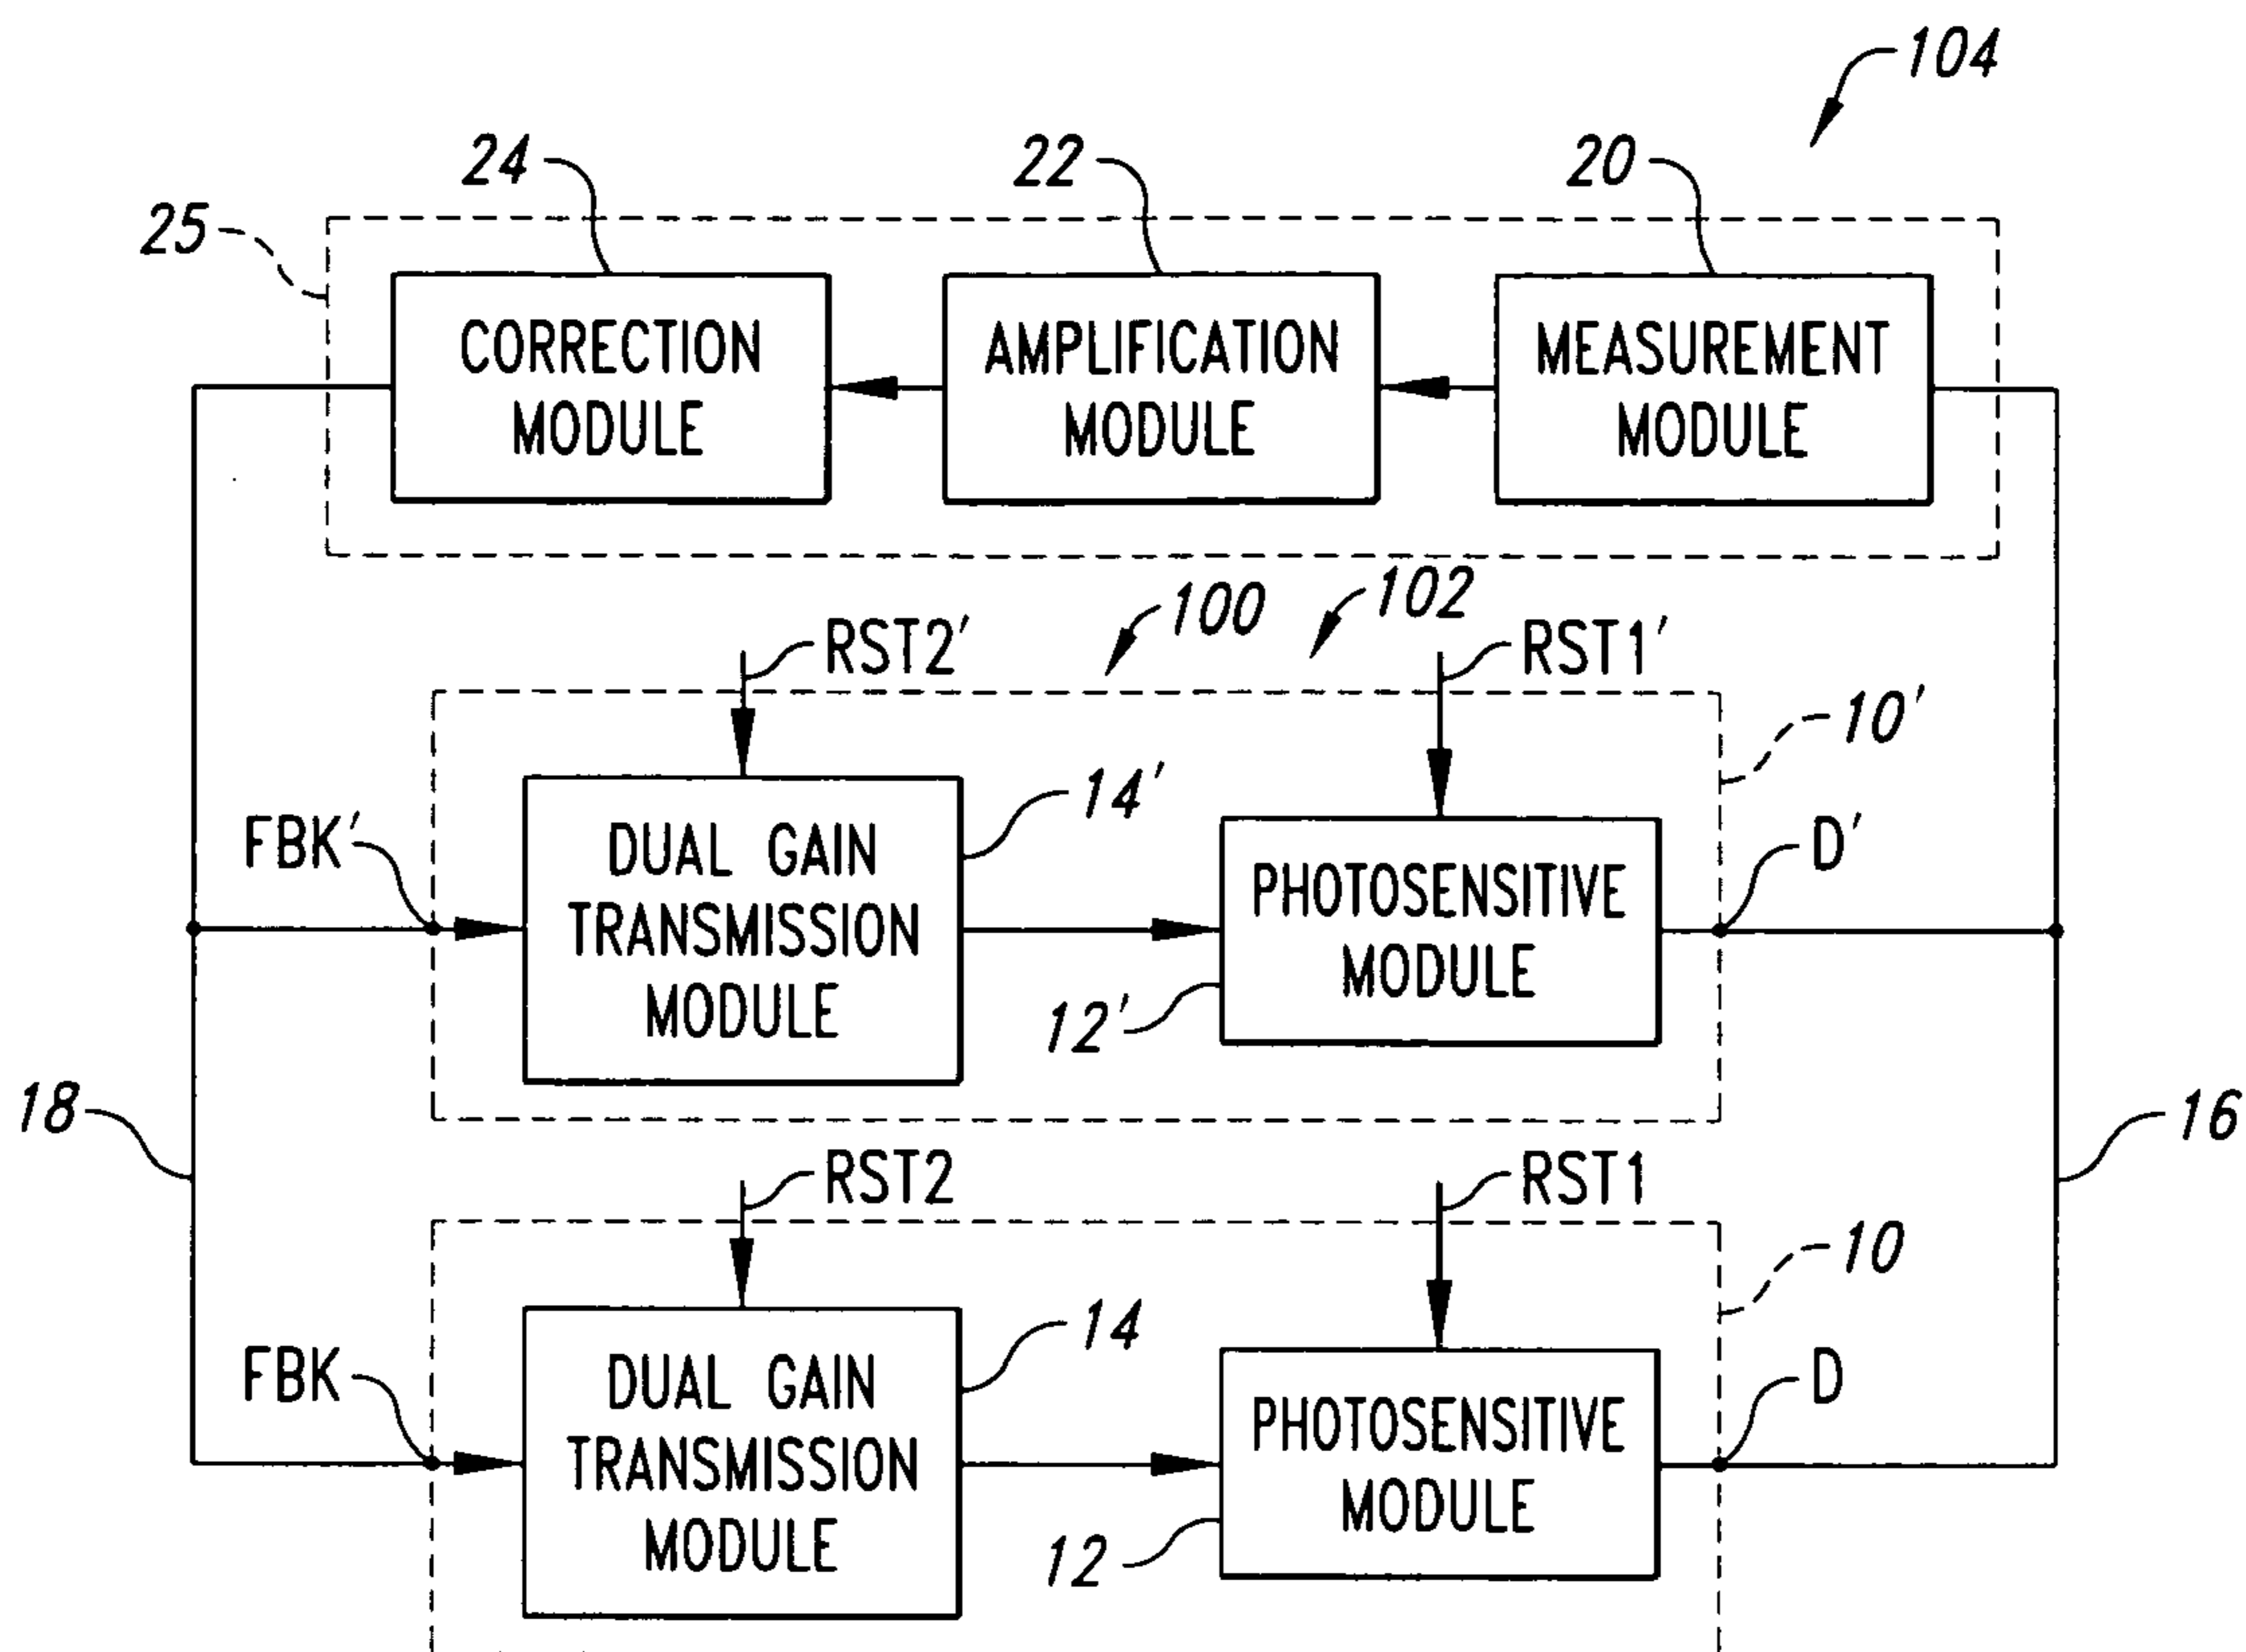 104
24
22
20
25
CORRECTION
MODULE
AMPLIFICATION
MODULE
MEASUREMENT
MODULE
100
102
RST2'
RST1'
10'
14'
FBK'
DUAL GAIN
TRANSMISSION
MODULE
D'
PHOTOSENSITIVE
MODULE
12'
18
16
RST2
RST1
10
14
FBK
DUAL GAIN
TRANSMISSION
MODULE
D
PHOTOSENSITIVE
MODULE
12